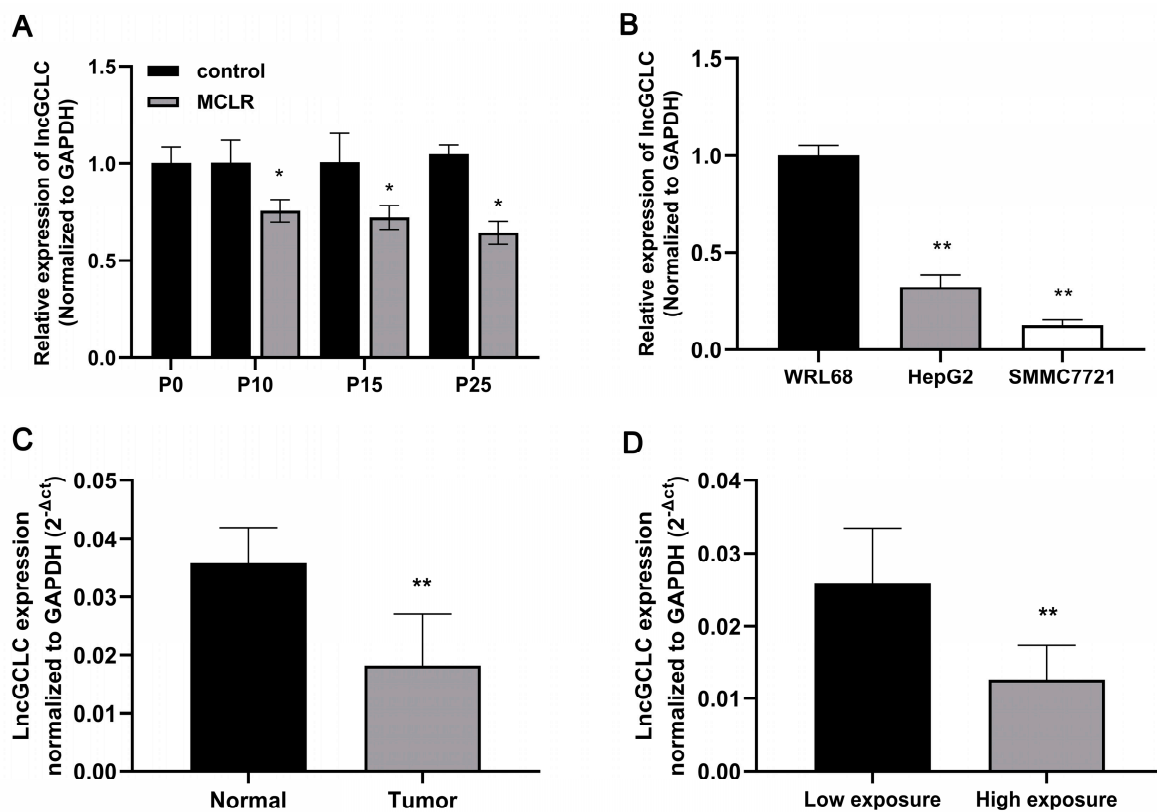 A
Relative expression of lncGCLC
(Normalized to GAPDH)
1.5
1.0
0.5
0.0
control
MCLR
*
*
*
P0 P10 P15 P25
B
Relative expression of lncGCLC
(Normalized to GAPDH)
1.5
1.0
0.5
0.0
**
**
WRL68 HepG2 SMMC7721
C
LncGCLC expression
normalized to GAPDH (2^-Δct)
0.05
0.04
0.03
0.02
0.01
0.00
**
Normal Tumor
D
LncGCLC expression
normalized to GAPDH (2^-Δct)
0.04
0.03
0.02
0.01
0.00
**
Low exposure High exposure